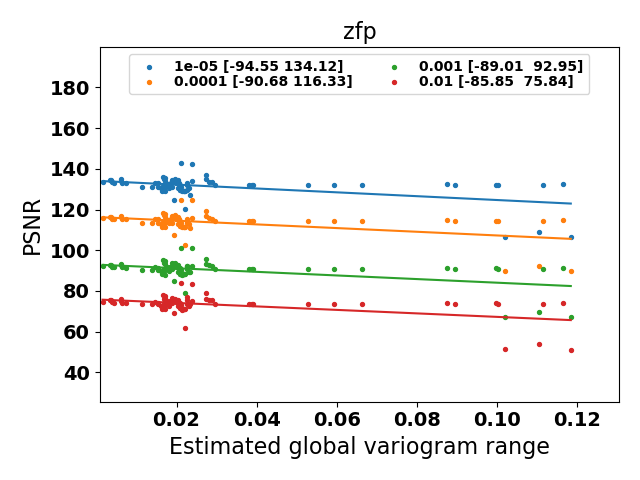 zfp
1e-05 [-94.55 134.12]
0.0001 [-90.68 116.33]
0.001 [-89.01  92.95]
0.01 [-85.85  75.84]
PSNR
180
160
140
120
100
80
60
40
0.02 0.04 0.06 0.08 0.10 0.12
Estimated global variogram range